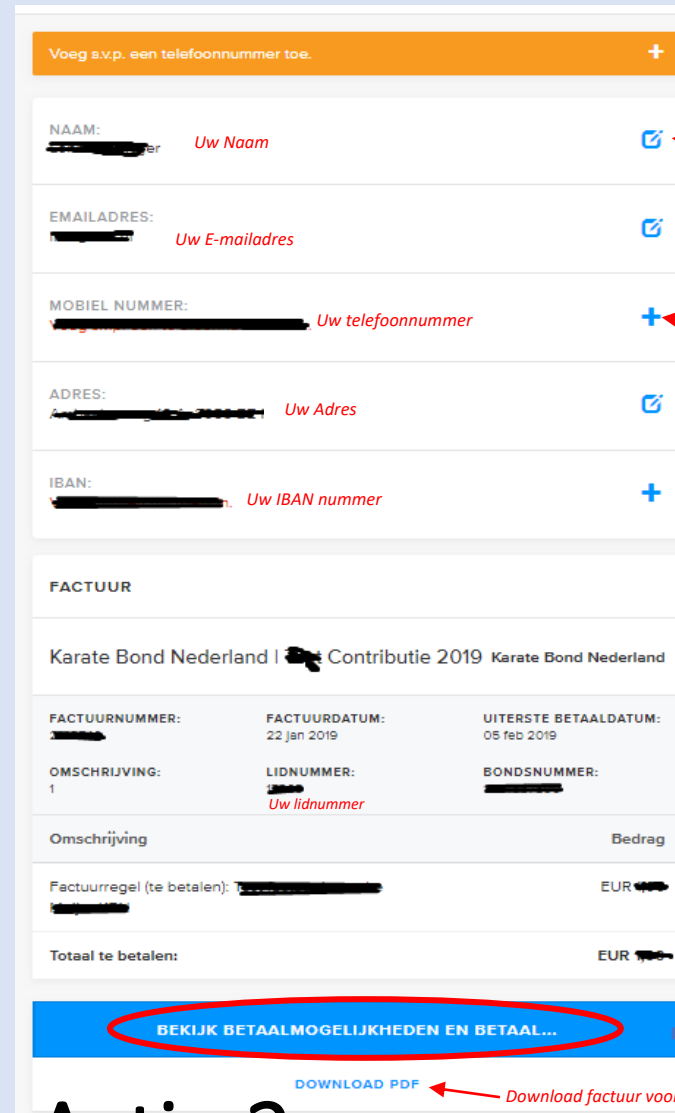 Voeg s.v.p. een telefoonnummer toe.
NAAM:
Uw Naam
EMAILADRES:
Uw E-mailadres
MOBIEL NUMMER:
Uw telefoonnummer
ADRES:
Uw Adres
IBAN:
Uw IBAN nummer
FACTUUR
Karate Bond Nederland | Contributie 2019 Karate Bond Nederland
FACTUURNUMMER: FACTUURDATUM: UITERSTE BETAALDATUM:
22 jan 2019 05 feb 2019
OMSCHRIJVING: LIDNUMMER: BONDSNUMMER:
1
Uw lidnummer
Omschrijving Bedrag
Factuurregel (te betalen): EUR
Totaal te betalen: EUR
BEKIJK BETAALMOGELIJKHEDEN EN BETAAL...
DOWNLOAD PDF
Download factuur voor